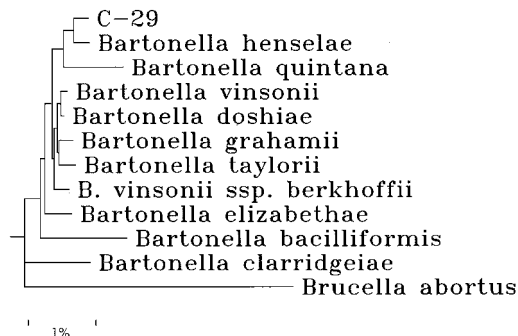 C-29
Bartonella henselae
Bartonella quintana
Bartonella vinsonii
Bartonella doshiae
Bartonella grahamii
Bartonella taylorii
B. vinsonii ssp. berkhoffii
Bartonella elizabethae
Bartonella bacilliformis
Bartonella clarridgeiae
Brucella abortus
1%